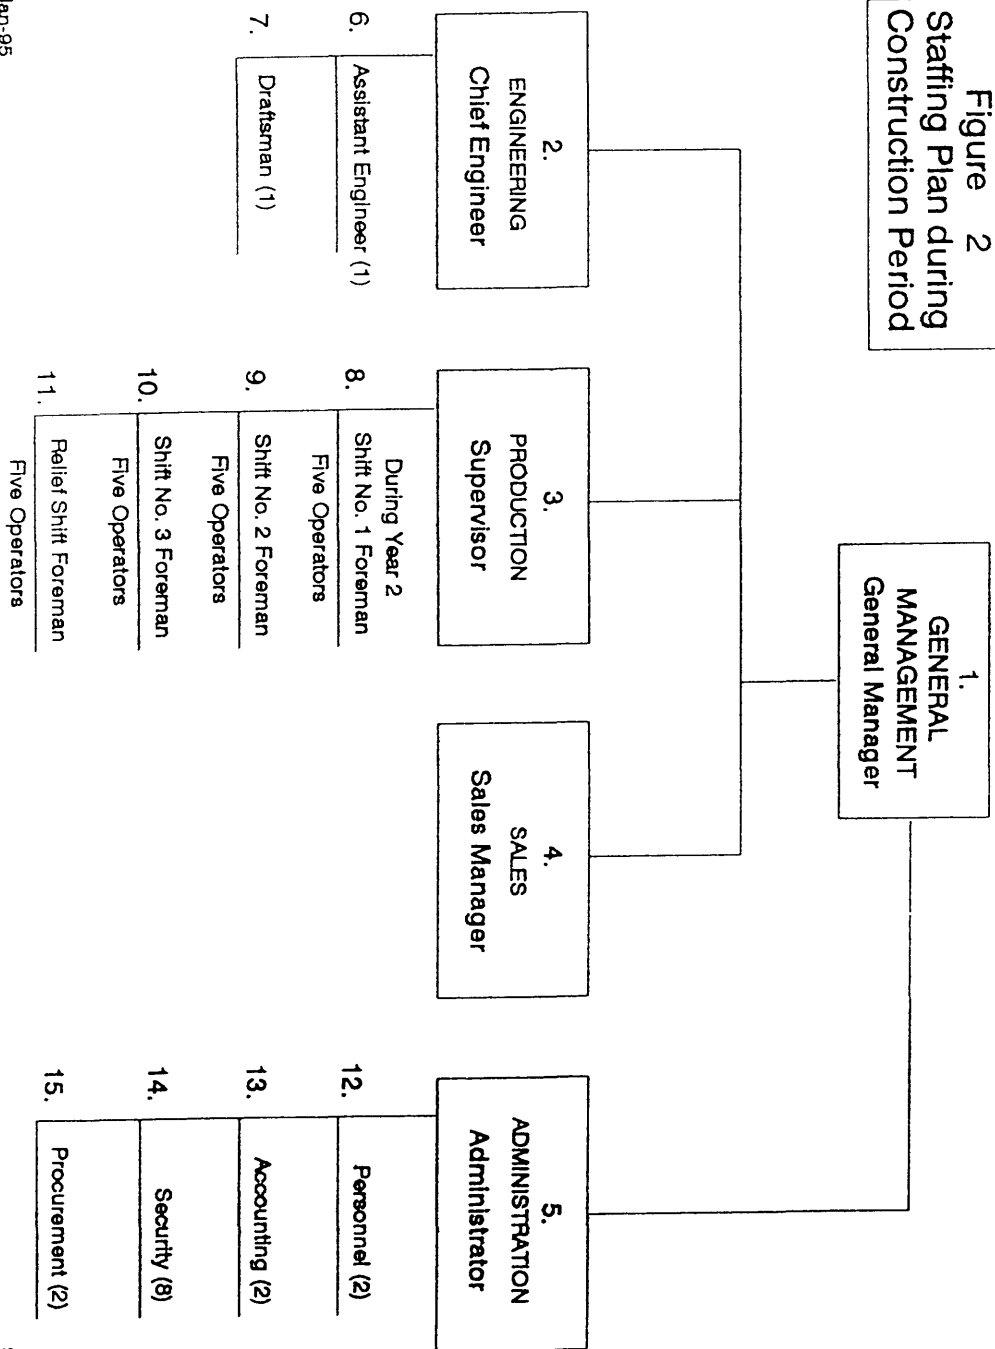 Figure 2
Staffing Plan during
Construction Period
1.
GENERAL
MANAGEMENT
General Manager
2.
ENGINEERING
Chief Engineer
6.
Assistant Engineer (1)
7.
Draftsman (1)
3.
PRODUCTION
Supervisor
During Year 2
8.
Shift No. 1 Foreman
Five Operators
9.
Shift No. 2 Foreman
Five Operators
10.
Shift No. 3 Foreman
Five Operators
11.
Relief Shift Foreman
Five Operators
4.
SALES
Sales Manager
5.
ADMINISTRATION
Administrator
12.
Personnel (2)
13.
Accounting (2)
14.
Security (8)
15.
Procurement (2)
Jan-95